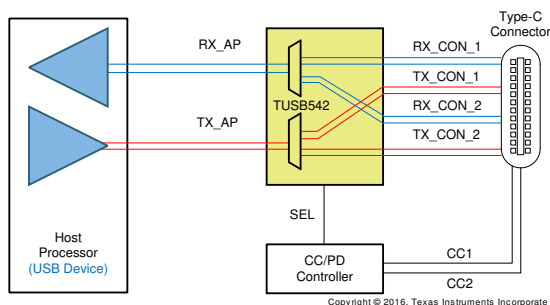 Type-C
Connector
RX_AP
RX_CON_1
TX_CON_1
TUSB542
RX_CON_2
TX_AP
TX_CON_2
SEL
Host
Processor
(USB Device)
CC/PD
Controller
CC1
CC2
Copyright © 2016, Texas Instruments Incorporate